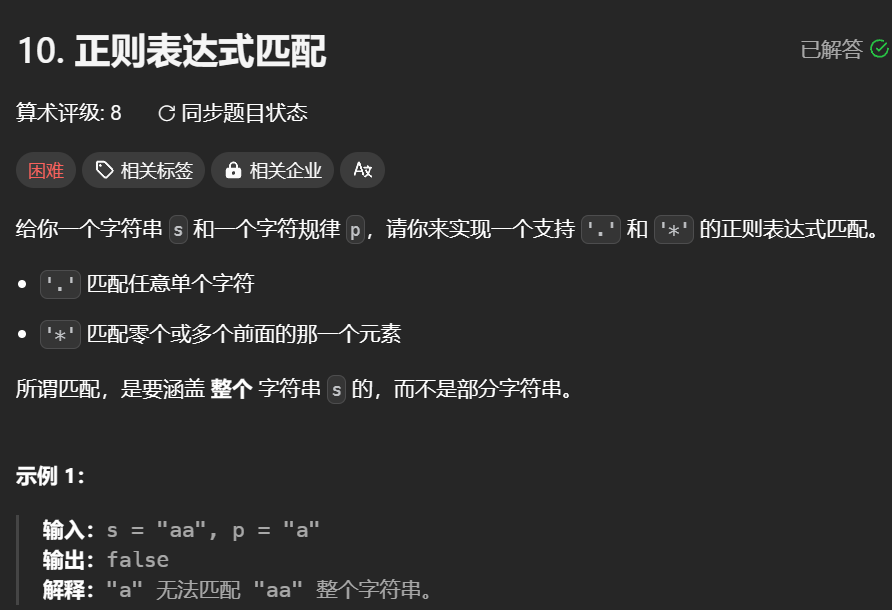 10. 正则表达式匹配
已解答
算术评级: 8 同步题目状态
困难 相关标签 相关企业 Aあ
给你一个字符串 s 和一个字符规律 p，请你来实现一个支持 '.' 和 '*' 的正则表达式匹配。
'.' 匹配任意单个字符
'*' 匹配零个或多个前面的那一个元素
所谓匹配，是要涵盖 整个 字符串 s 的，而不是部分字符串。
示例 1：
输入：s = "aa", p = "a"
输出：false
解释："a" 无法匹配 "aa" 整个字符串。